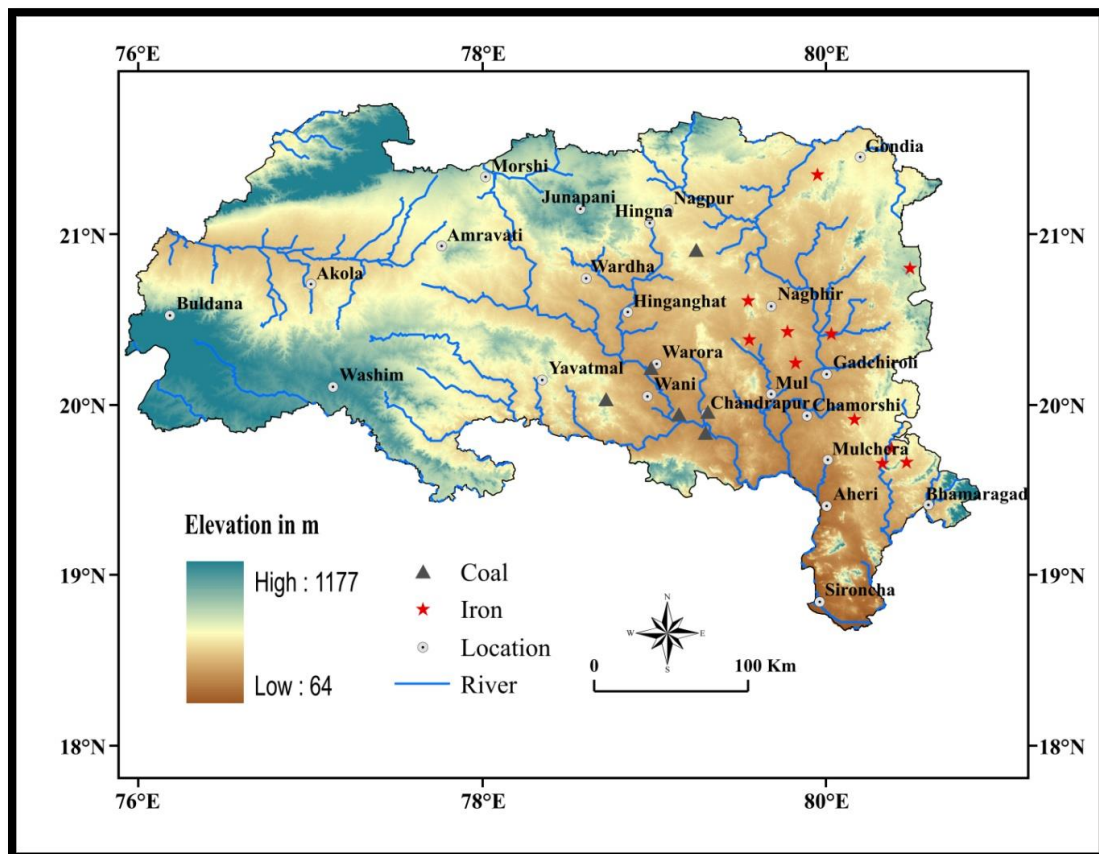 76°E 78°E 80°E
Gondia
Morshi
Junapani
Nagpur
Hingna
21°N 21°N
Amravati
Akola
Wardha
Buldana
Hinganghat
Nagbhir
Warora
Gadchiroli
Yavatmal
Washim
Wani
Mul
20°N 20°N
Chandrapur
Chamorshi
Mulchera
Aheri
Bhamaragad
19°N 19°N
Sironcha
Elevation in m
High : 1177
Low : 64
Coal
Iron
Location
River
N
W E
S
0 100 Km
18°N 18°N
76°E 78°E 80°E